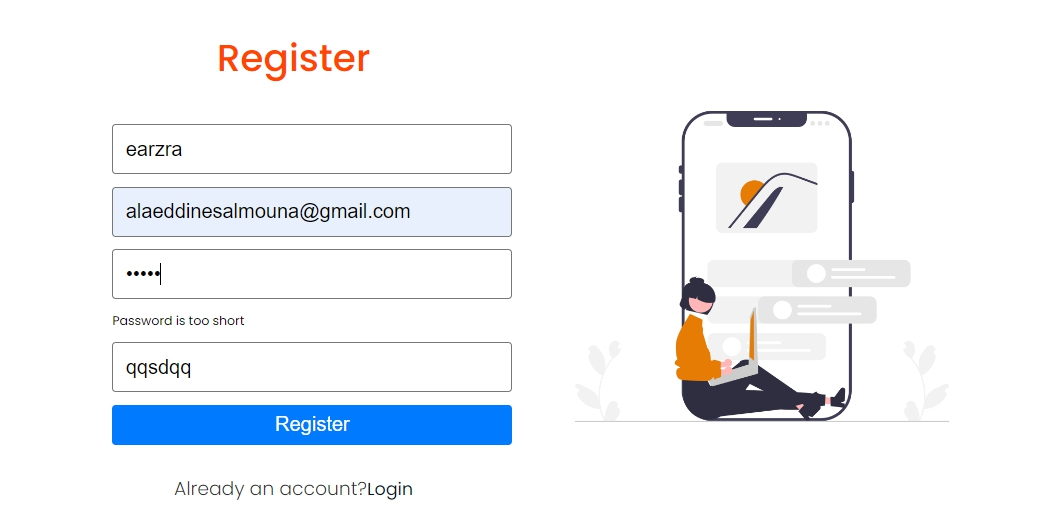 Register
earzra
alaeddinesalmouna@gmail.com
•••••
Password is too short
qqsdqq
Register
Already an account?Login